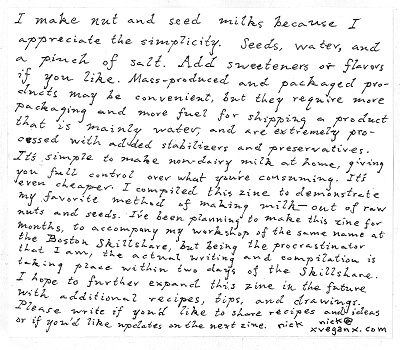 I make nut and seed milks because I
appreciate the simplicity. Seeds, water, and
a pinch of salt. Add sweeteners or flavors
if you like. Mass-produced and packaged pro-
ducts may be convenient, but they require more
packaging and more fuel for shipping a product
that is mainly water, and are extremely pro-
cessed with added stabilizers and preservatives.
It's simple to make non-dairy milk at home, giving
you full control over what you're consuming. It's
even cheaper. I compiled this zine to demonstrate
my favorite method of making milk out of raw
nuts and seeds. I've been planning to make this zine for
months, to accompany my workshop of the same name at
the Boston Skillshare, but being the procrastinator
that I am, the actual writing and compilation is
taking place within two days of the Skillshare.
I hope to further expand this zine in the future
with additional recipes, tips, and drawings.
Please write if you'd like to share recipes and ideas
or if you'd like updates on the next zine. nick nick@
xveganx.com